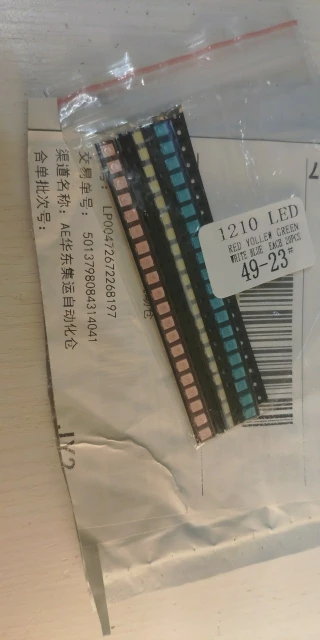 1210 LED
RED YOLLEW GREEN
WHITE BLUE EACH 20PCS
49-23#
LP00472672268197
交易单号： 5013798084314041
渠道名称： AE华东集运自动化仓
合单批次号：